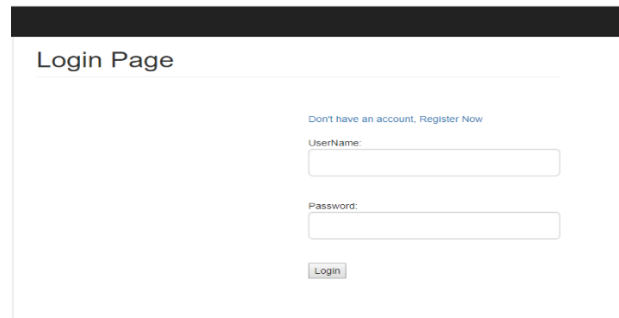 Login Page
Don't have an account, Register Now
UserName:
Password:
Login